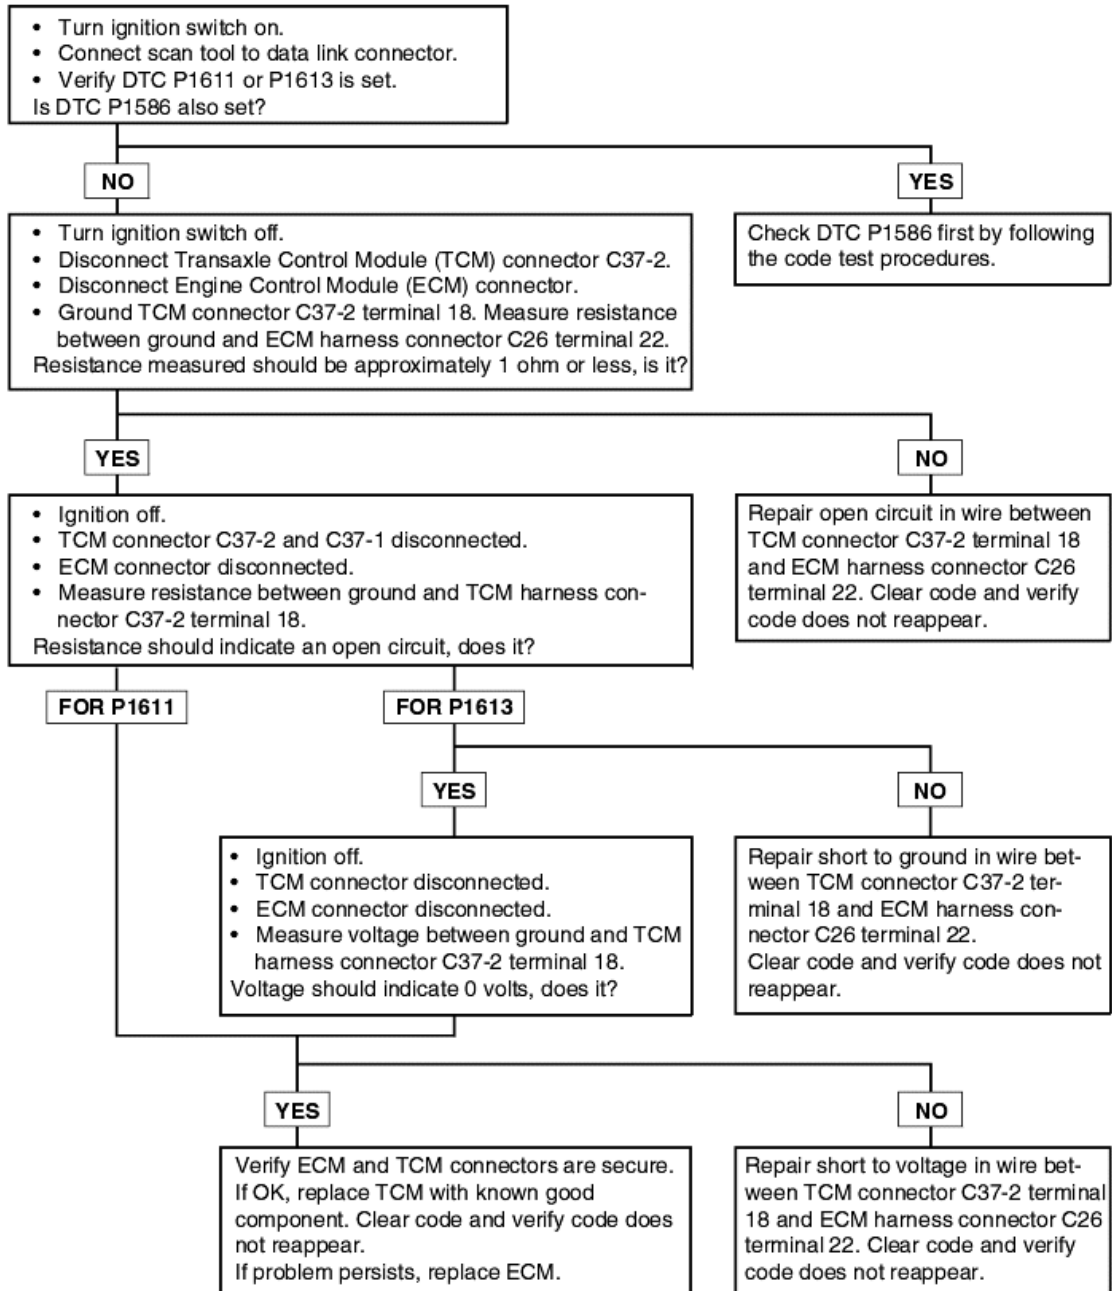 • Turn ignition switch on.
• Connect scan tool to data link connector.
• Verify DTC P1611 or P1613 is set.
Is DTC P1586 also set?
NO
YES
• Turn ignition switch off.
• Disconnect Transaxle Control Module (TCM) connector C37-2.
• Disconnect Engine Control Module (ECM) connector.
• Ground TCM connector C37-2 terminal 18. Measure resistance
between ground and ECM harness connector C26 terminal 22.
Resistance measured should be approximately 1 ohm or less, is it?
Check DTC P1586 first by following
the code test procedures.
YES
NO
• Ignition off.
• TCM connector C37-2 and C37-1 disconnected.
• ECM connector disconnected.
• Measure resistance between ground and TCM harness con-
nector C37-2 terminal 18.
Resistance should indicate an open circuit, does it?
Repair open circuit in wire between
TCM connector C37-2 terminal 18
and ECM harness connector C26
terminal 22. Clear code and verify
code does not reappear.
FOR P1611
FOR P1613
YES
NO
• Ignition off.
• TCM connector disconnected.
• ECM connector disconnected.
• Measure voltage between ground and TCM
harness connector C37-2 terminal 18.
Voltage should indicate 0 volts, does it?
Repair short to ground in wire bet-
ween TCM connector C37-2 ter-
minal 18 and ECM harness con-
nector C26 terminal 22.
Clear code and verify code does not
reappear.
YES
NO
Verify ECM and TCM connectors are secure.
If OK, replace TCM with known good
component. Clear code and verify code does
not reappear.
If problem persists, replace ECM.
Repair short to voltage in wire bet-
ween TCM connector C37-2 terminal
18 and ECM harness connector C26
terminal 22. Clear code and verify
code does not reappear.